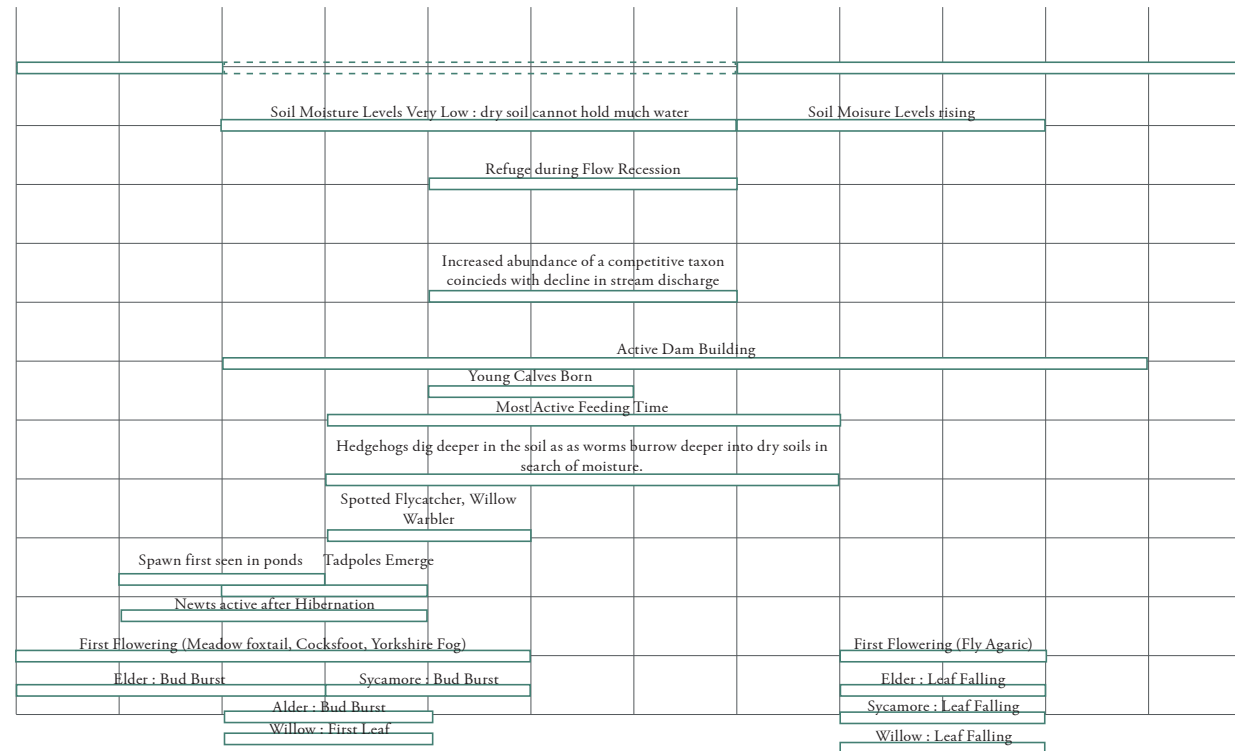 Soil Moisture Levels Very Low : dry soil cannot hold much water
Soil Moisure Levels rising
Refuge during Flow Recession
Increased abundance of a competitive taxon
coincieds with decline in stream discharge
Active Dam Building
Young Calves Born
Most Active Feeding Time
Hedgehogs dig deeper in the soil as as worms burrow deeper into dry soils in
search of moisture.
Spotted Flycatcher, Willow
Warbler
Spawn first seen in ponds
Tadpoles Emerge
Newts active after Hibernation
First Flowering (Meadow foxtail, Cocksfoot, Yorkshire Fog)
First Flowering (Fly Agaric)
Elder : Bud Burst
Sycamore : Bud Burst
Elder : Leaf Falling
Alder : Bud Burst
Sycamore : Leaf Falling
Willow : First Leaf
Willow : Leaf Falling